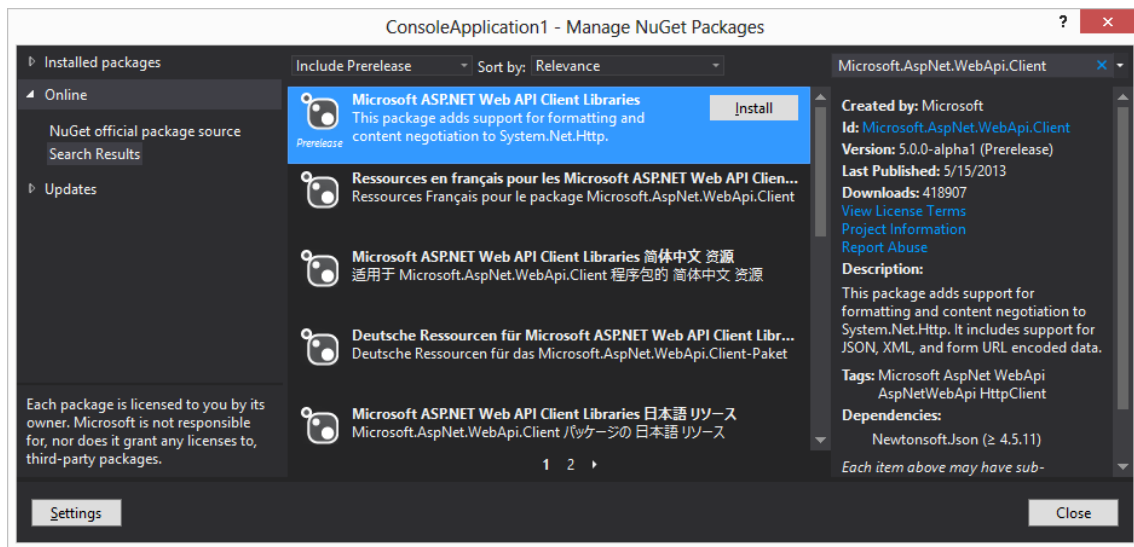 ConsoleApplication1 - Manage NuGet Packages
Installed packages
Online
NuGet official package source
Search Results
Updates
Each package is licensed to you by its
owner. Microsoft is not responsible
for, nor does it grant any licenses to,
third-party packages.
Settings
Include Prerelease
Sort by: Relevance
Microsoft ASP.NET Web API Client Libraries
This package adds support for formatting and
content negotiation to System.Net.Http.
Prerelease
Install
Ressources en français pour les Microsoft ASP.NET Web API Clien...
Ressources Français pour le package Microsoft.AspNet.WebApi.Client
Microsoft ASP.NET Web API Client Libraries 简体中文 资源
适用于 Microsoft.AspNet.WebApi.Client 程序包的 简体中文 资源
Deutsche Ressourcen für Microsoft ASP.NET Web API Client Libr...
Deutsche Ressourcen für das Microsoft.AspNet.WebApi.Client-Paket
Microsoft ASP.NET Web API Client Libraries 日本語 リソース
Microsoft.AspNet.WebApi.Client パッケージの 日本語 リソース
1 2
Microsoft.AspNet.WebApi.Client
Created by: Microsoft
Id: Microsoft.AspNet.WebApi.Client
Version: 5.0.0-alpha1 (Prerelease)
Last Published: 5/15/2013
Downloads: 418907
View License Terms
Project Information
Report Abuse
Description:
This package adds support for
formatting and content negotiation to
System.Net.Http. It includes support for
JSON, XML, and form URL encoded data.
Tags: Microsoft AspNet WebApi
AspNetWebApi HttpClient
Dependencies:
Newtonsoft.Json (≥ 4.5.11)
Each item above may have sub-
Close